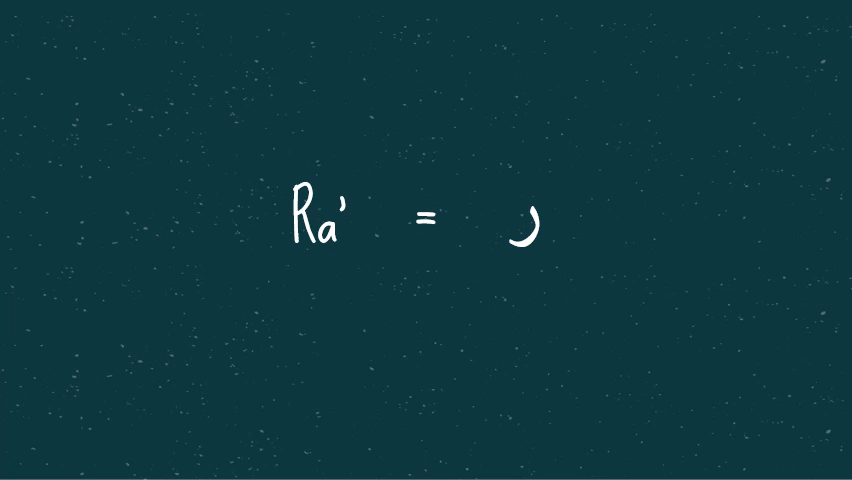 Ra' = ر